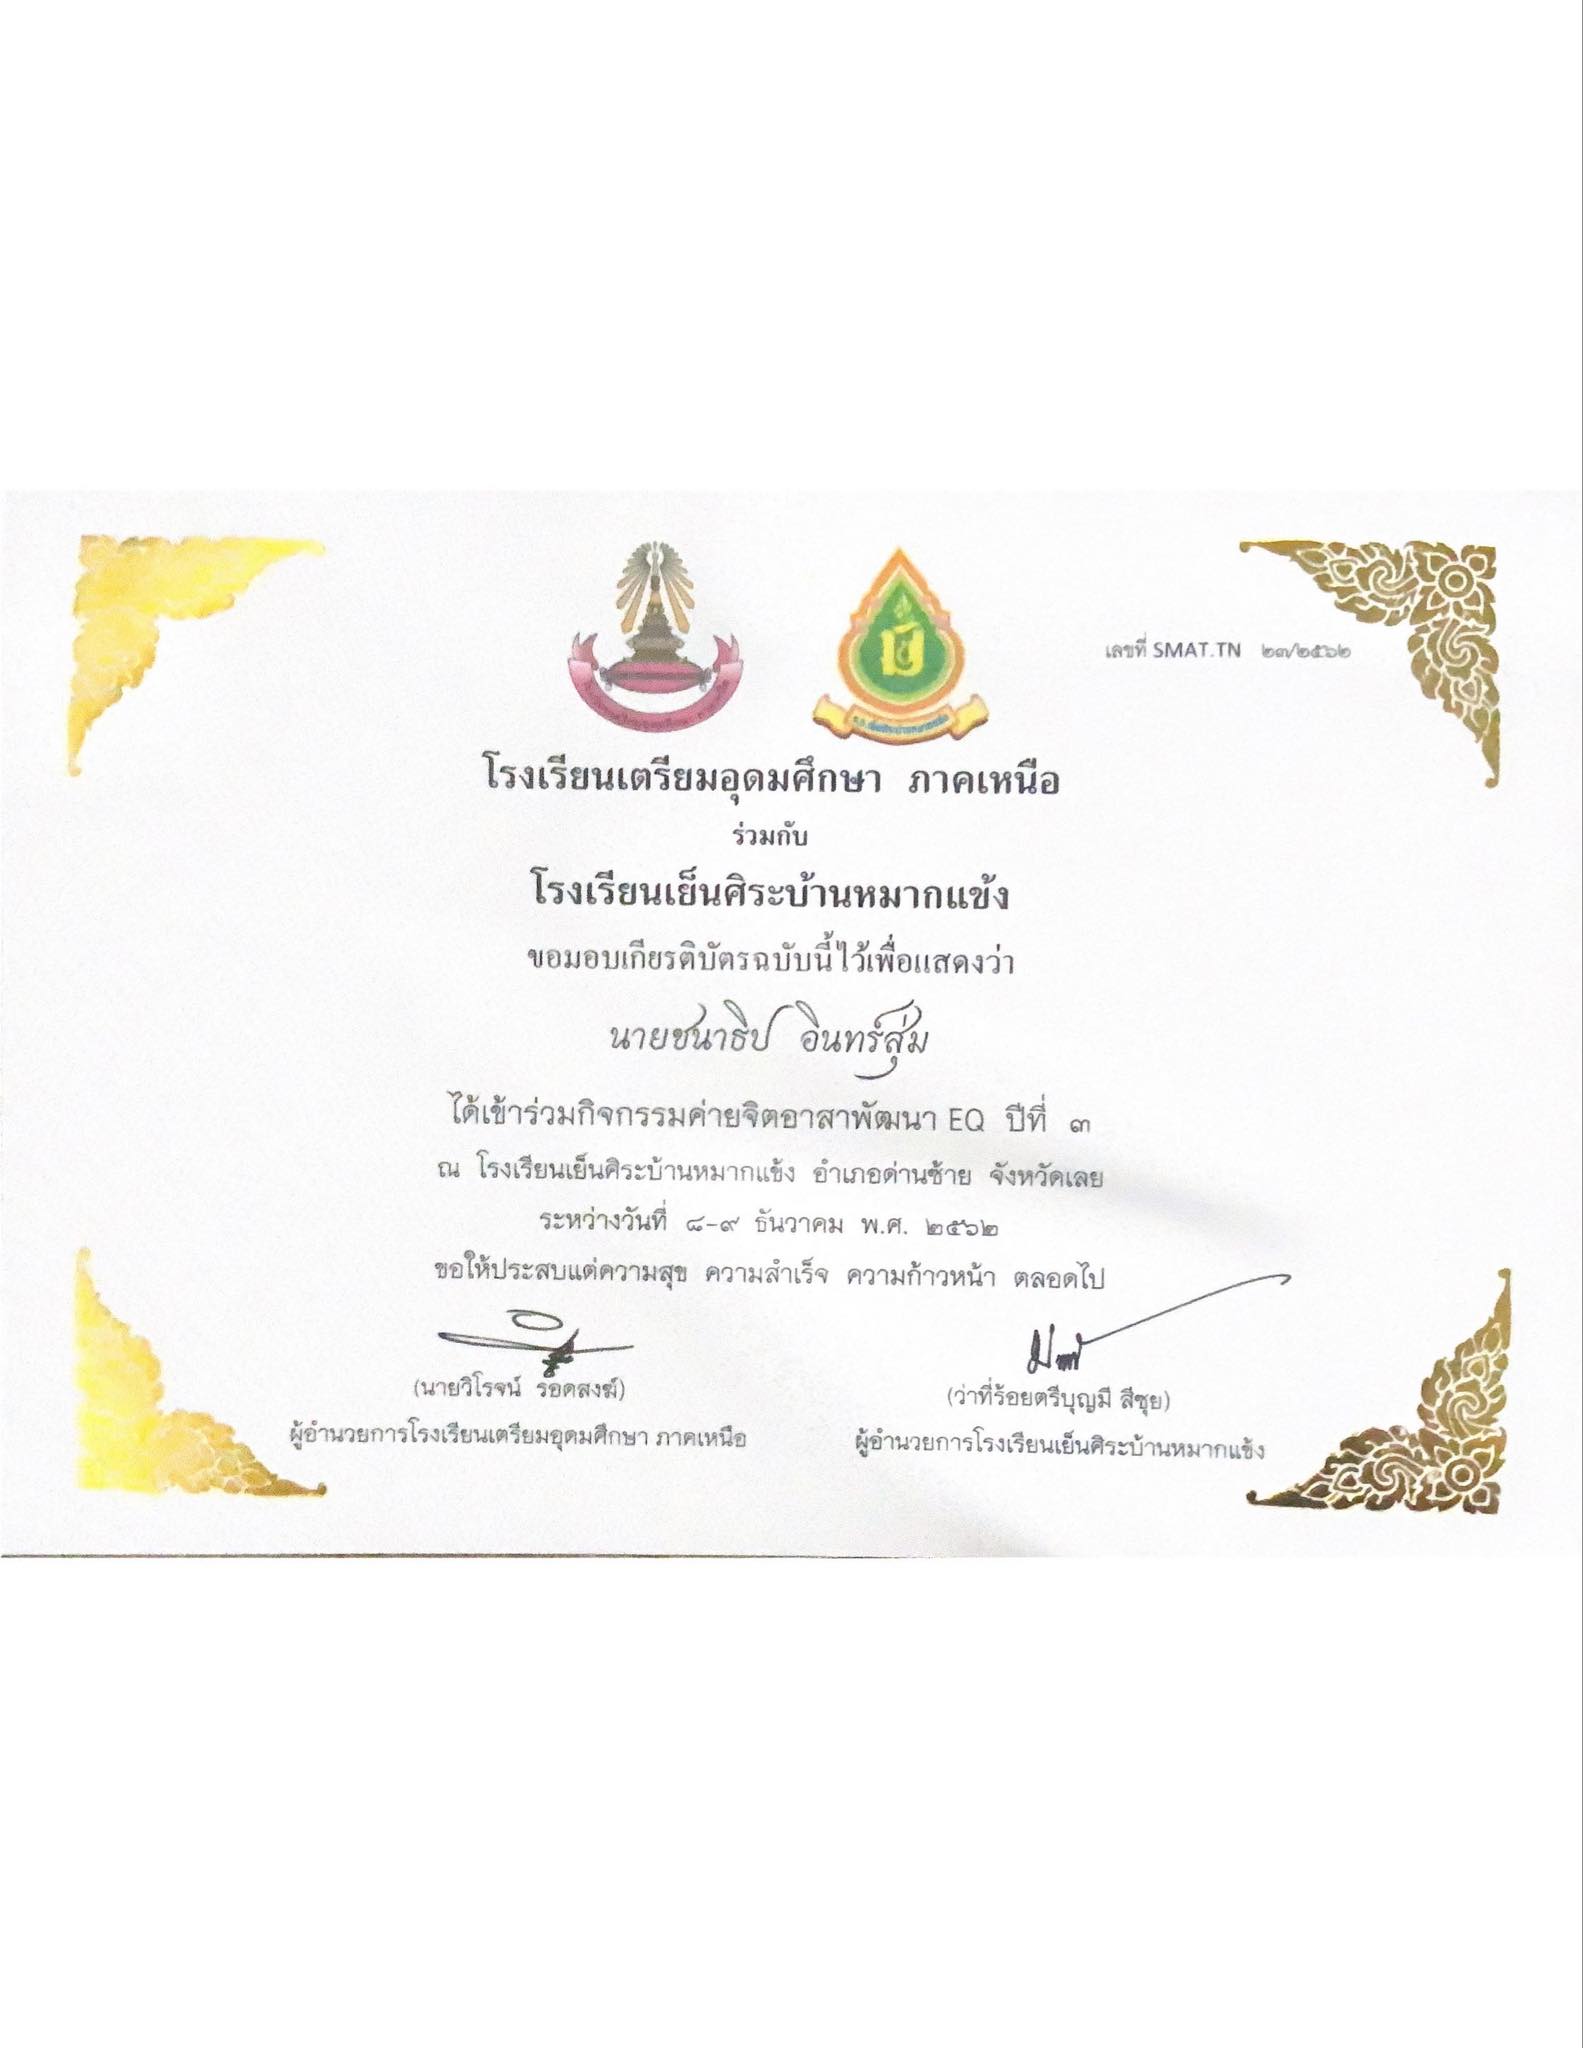 เลขที่ SMAT.TN ๒๓/๒๕๖๒
โรงเรียนเตรียมอุดมศึกษา ภาคเหนือ
ร่วมกับ
โรงเรียนเย็นศิระบ้านหมากแข้ง
ขอมอบเกียรติบัตรฉบับนี้ไว้เพื่อแสดงว่า
นายชนาธิป อินทร์สุ่ม
ได้เข้าร่วมกิจกรรมค่ายจิตอาสาพัฒนา EQ ปีที่ ๓
ณ โรงเรียนเย็นศิระบ้านหมากแข้ง อำเภอด่านซ้าย จังหวัดเลย
ระหว่างวันที่ ๘-๙ ธันวาคม พ.ศ. ๒๕๖๒
ขอให้ประสบแต่ความสุข ความสำเร็จ ความก้าวหน้า ตลอดไป
(นายวิโรจน์ รอดสงฆ์) (ว่าที่ร้อยตรีบุญมี สีซุย)
ผู้อำนวยการโรงเรียนเตรียมอุดมศึกษา ภาคเหนือ ผู้อำนวยการโรงเรียนเย็นศิระบ้านหมากแข้ง